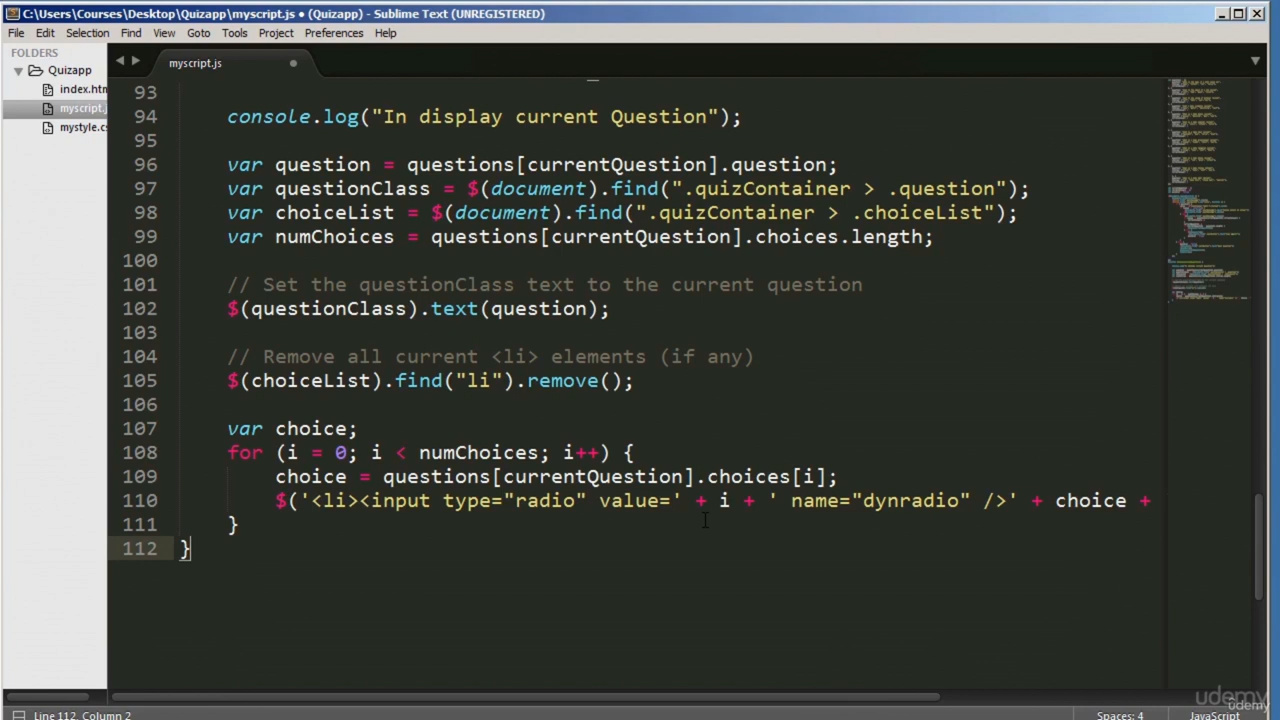 C:\Users\Courses\Desktop\Quizapp\myscript.js • (Quizapp) - Sublime Text (UNREGISTERED)
File Edit Selection Find View Goto Tools Project Preferences Help
FOLDERS
Quizapp
index.htm
myscript.j
mystyle.cs
myscript.js
93
94 console.log("In display current Question");
95
96 var question = questions[currentQuestion].question;
97 var questionClass = $(document).find(".quizContainer > .question");
98 var choiceList = $(document).find(".quizContainer > .choiceList");
99 var numChoices = questions[currentQuestion].choices.length;
100
101 // Set the questionClass text to the current question
102 $(questionClass).text(question);
103
104 // Remove all current <li> elements (if any)
105 $(choiceList).find("li").remove();
106
107 var choice;
108 for (i = 0; i < numChoices; i++) {
109 choice = questions[currentQuestion].choices[i];
110 $('<li><input type="radio" value=' + i + ' name="dynradio" />' + choice +
111 }
112 }
udemy
udemy
Line 112, Column 2
Spaces: 4
JavaScript